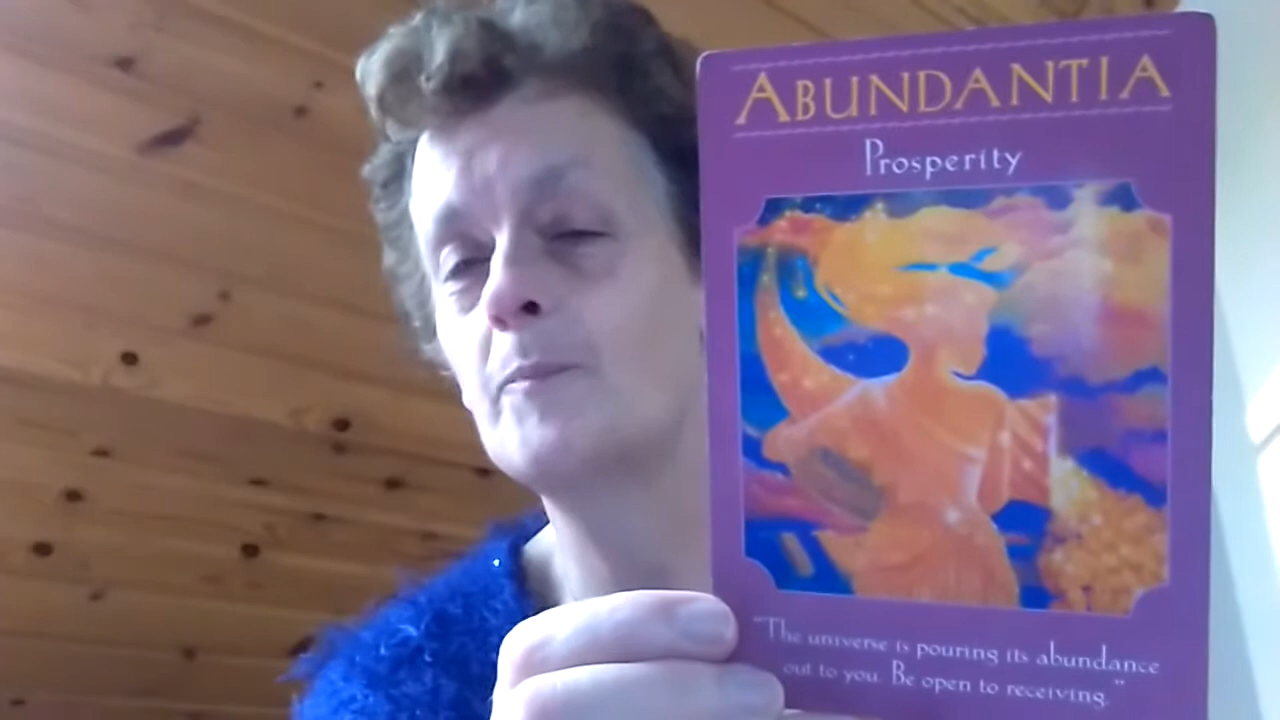 ABUNDANTIA
Prosperity
"The universe is pouring its abundance
out to you. Be open to receiving."